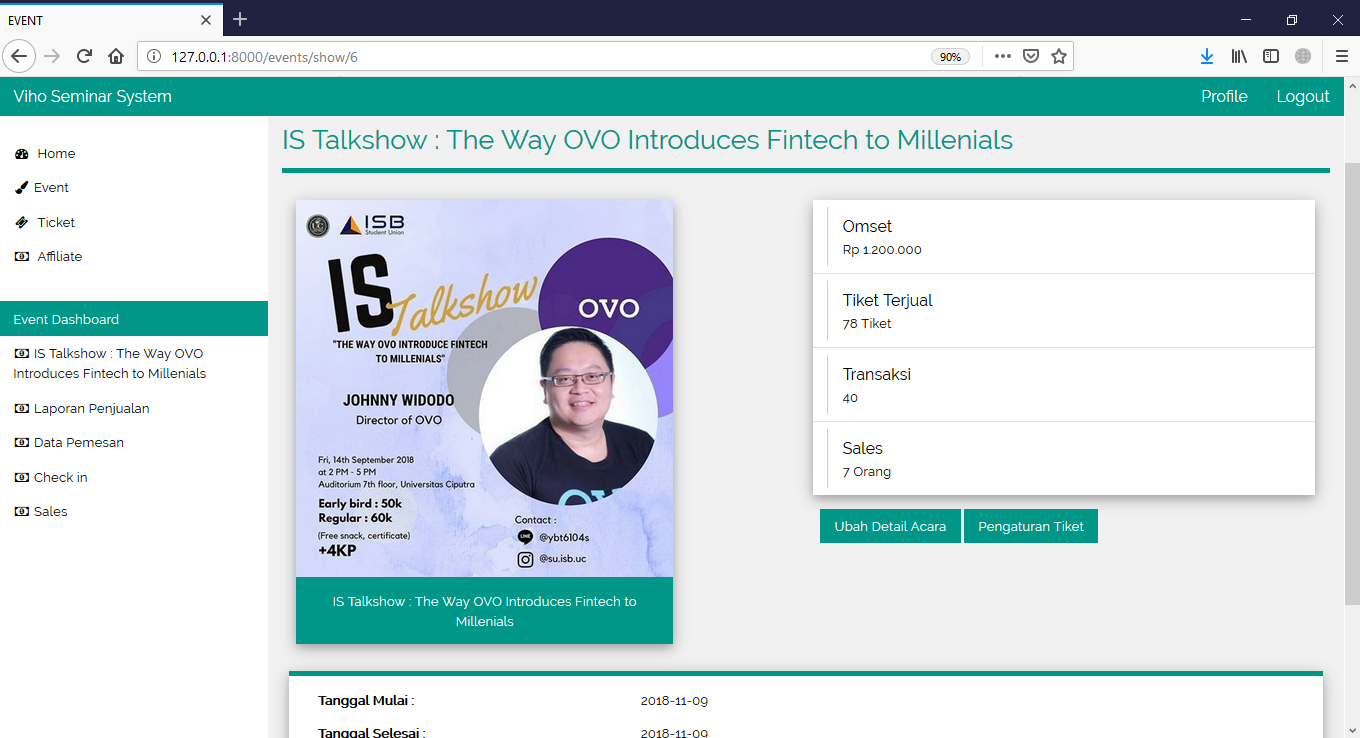 EVENT
127.0.0.1:8000/events/show/6
90%
Viho Seminar System
Profile
Logout
Home
Event
Ticket
Affiliate
Event Dashboard
IS Talkshow : The Way OVO
Introduces Fintech to Millenials
Laporan Penjualan
Data Pemesan
Check in
Sales
IS Talkshow : The Way OVO Introduces Fintech to Millenials
ISB
Student Union
IS
Talkshow
OVO
"THE WAY OVO INTRODUCE FINTECH
TO MILLENIALS"
JOHNNY WIDODO
Director of OVO
Fri, 14th September 2018
at 2 PM - 5 PM
Auditorium 7th floor, Universitas Ciputra
Early bird : 50k
Regular : 60k
(Free snack, certificate)
+4KP
Contact :
LINE
@ybt6104s
@su.isb.uc
IS Talkshow : The Way OVO Introduces Fintech to
Millenials
Omset
Rp 1.200.000
Tiket Terjual
78 Tiket
Transaksi
40
Sales
7 Orang
Ubah Detail Acara
Pengaturan Tiket
Tanggal Mulai :
2018-11-09
Tanggal Selesai :
2018-11-09